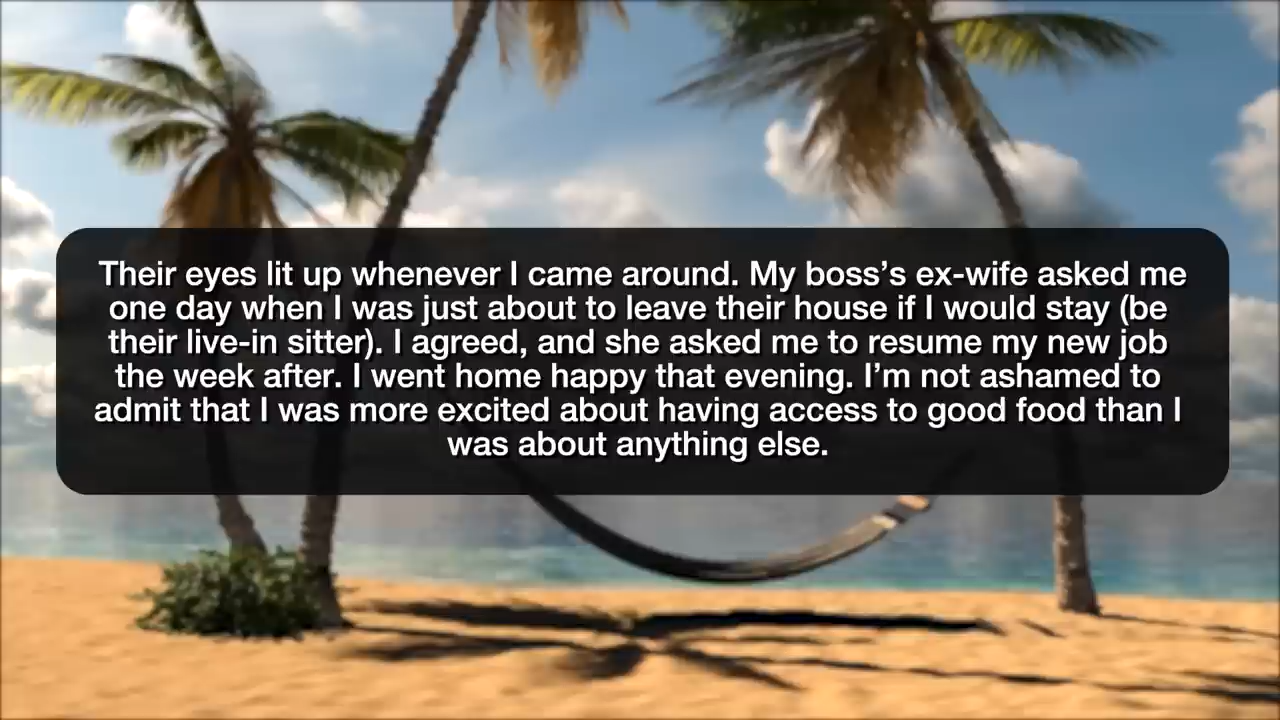 Their eyes lit up whenever I came around. My boss’s ex-wife asked me
one day when I was just about to leave their house if I would stay (be
their live-in sitter). I agreed, and she asked me to resume my new job
the week after. I went home happy that evening. I’m not ashamed to
admit that I was more excited about having access to good food than I
was about anything else.